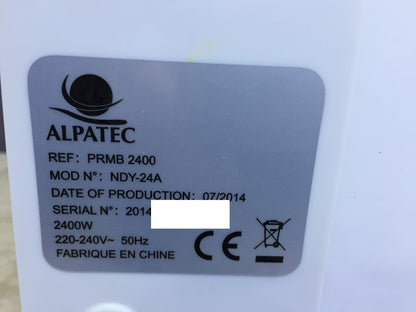 ALPATEC
REF: PRMB 2400
MOD N°: NDY-24A
DATE OF PRODUCTION: 07/2014
SERIAL N°: 2014
2400W
220-240V~ 50Hz
CE
FABRIQUE EN CHINE